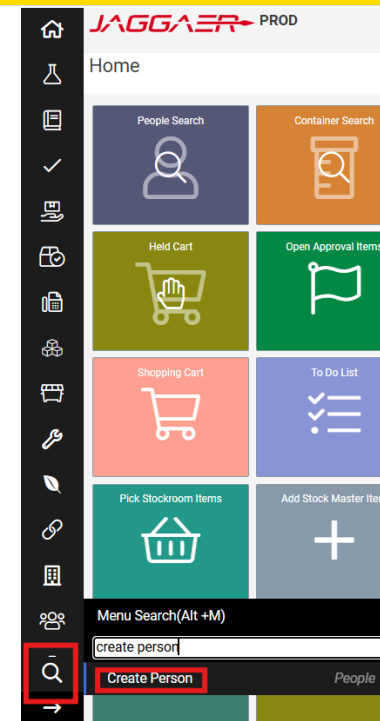 JAGGAER PROD
Home
People Search
Container Search
Held Cart
Open Approval Items
Shopping Cart
To Do List
Pick Stockroom Items
Add Stock Master Ite
Menu Search(Alt +M)
create person
Create Person People